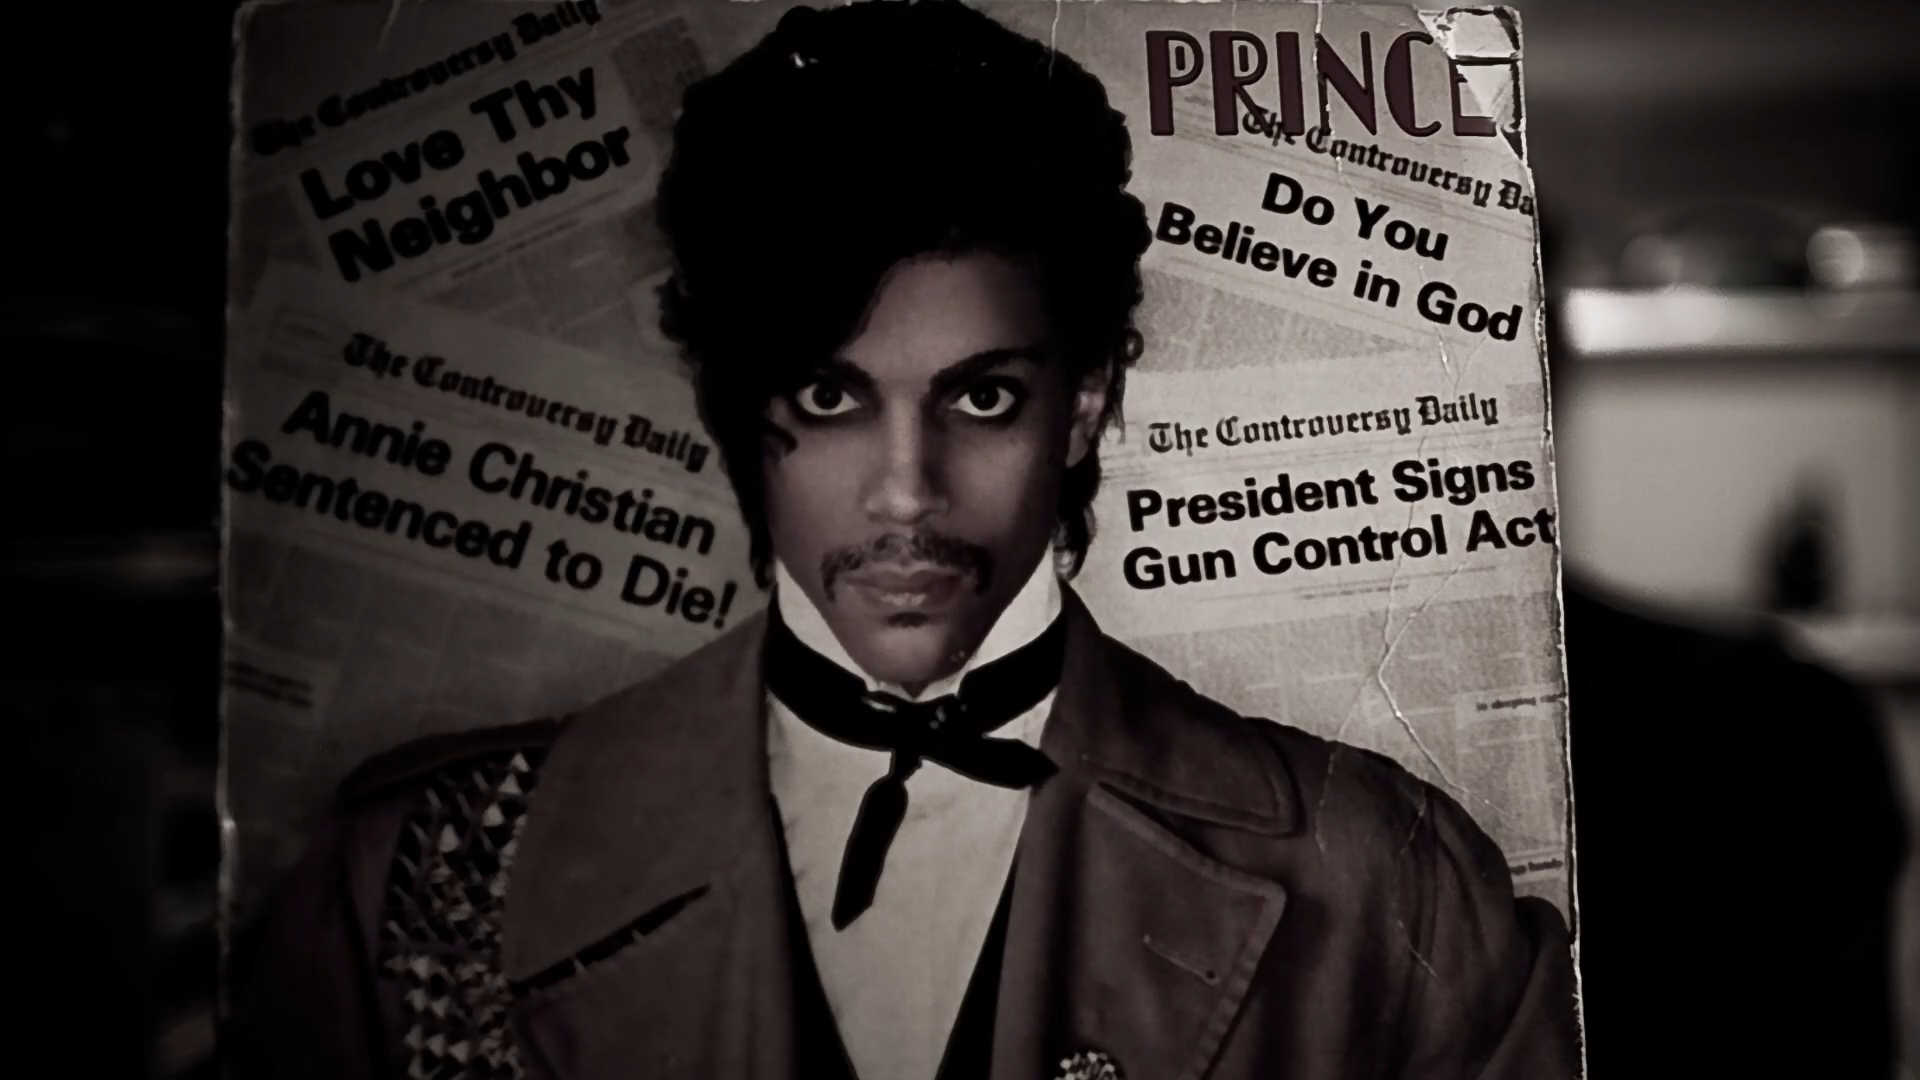 The Controversy Daily
Love Thy
Neighbor
The Controversy Daily
Annie Christian
Sentenced to Die!
PRINCE
The Controversy Da
Do You
Believe in God
The Controversy Daily
President Signs
Gun Control Act